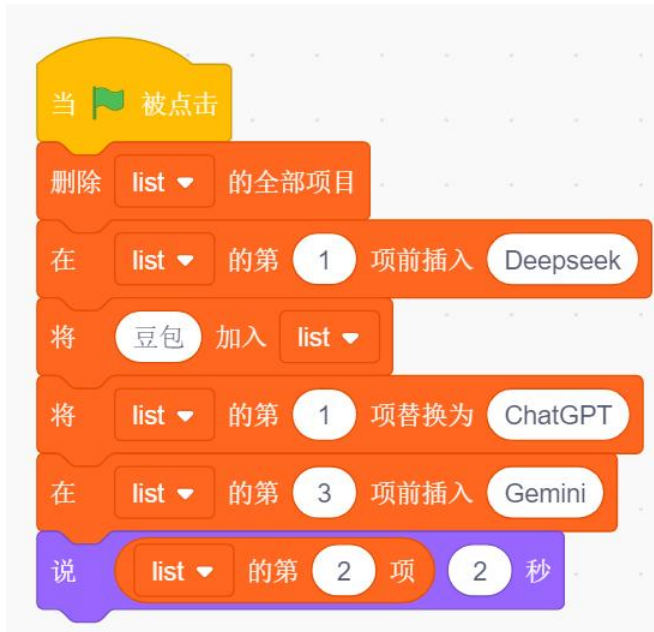 当 被点击
删除 list 的全部项目
在 list 的第 1 项前插入 Deepseek
将 豆包 加入 list
将 list 的第 1 项替换为 ChatGPT
在 list 的第 3 项前插入 Gemini
说 list 的第 2 项 2 秒